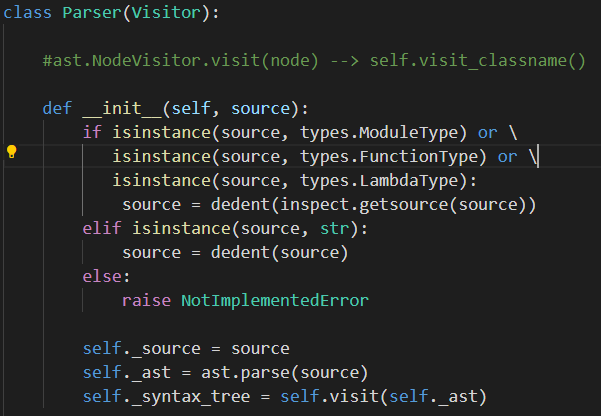 class Parser(Visitor):
#ast.NodeVisitor.visit(node) --> self.visit_classname()
def __init__(self, source):
if isinstance(source, types.ModuleType) or \
isinstance(source, types.FunctionType) or \
isinstance(source, types.LambdaType):
source = dedent(inspect.getsource(source))
elif isinstance(source, str):
source = dedent(source)
else:
raise NotImplementedError
self._source = source
self._ast = ast.parse(source)
self._syntax_tree = self.visit(self._ast)